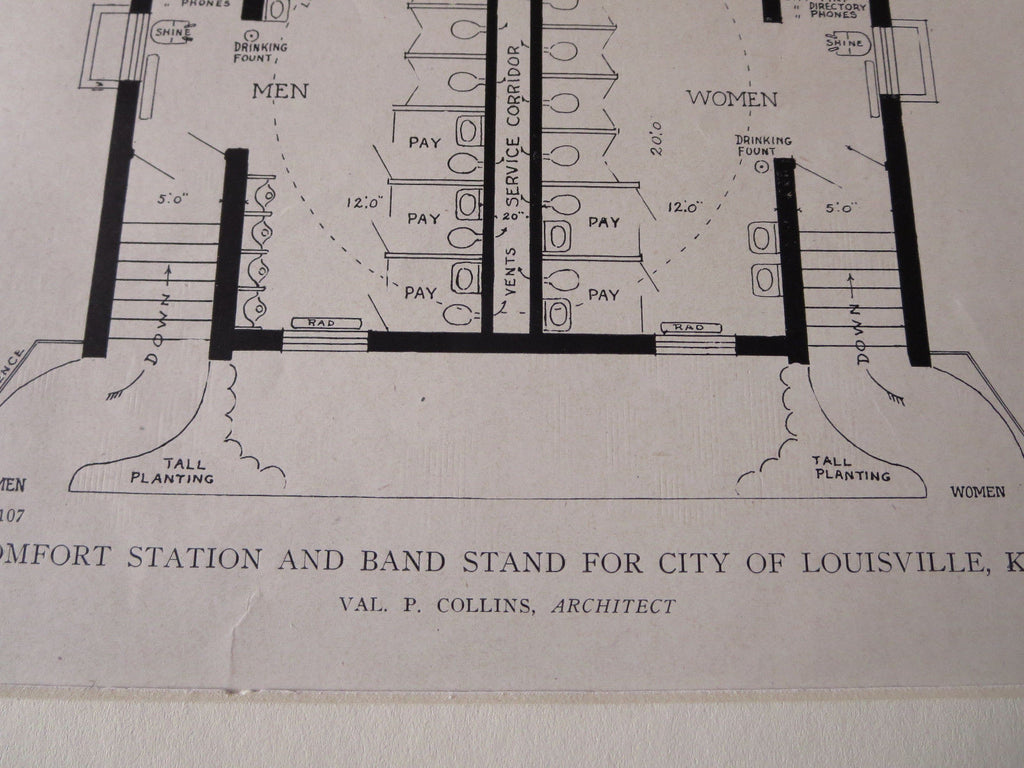 PHONES
DIRECTORY
" PHONES
SHINE
SHINE
DRINKING
FOUNT.
MEN
WOMEN
PAY
SERVICE CORRIDOR
20'.0
DRINKING
FOUNT
5'.0"
12'.0"
PAY
20"
PAY
12'.0"
5'.0"
PAY
VENTS
PAY
RAD
RAD
DOWN
DOWN
ENCE
TALL
PLANTING
TALL
PLANTING
MEN
WOMEN
107
OMFORT STATION AND BAND STAND FOR CITY OF LOUISVILLE, K
VAL. P. COLLINS, ARCHITECT